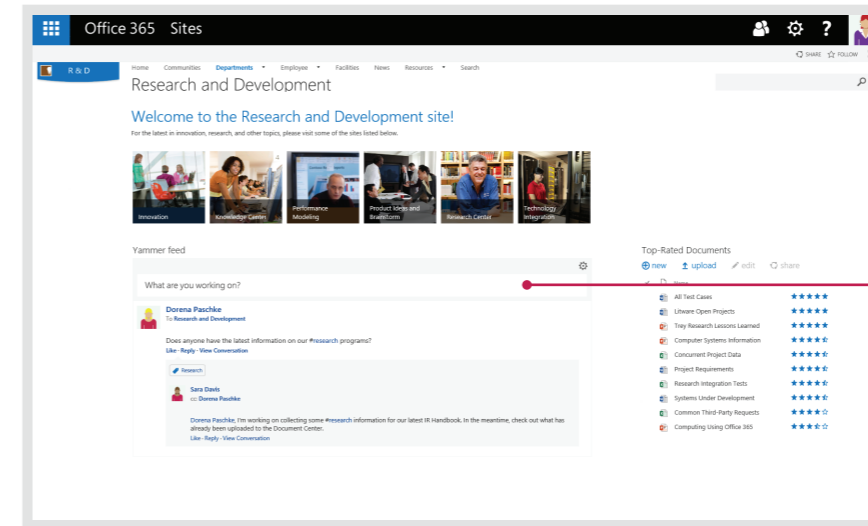 Office 365 Sites ?
SHARE FOLLOW
R & D
Home Communities Departments Employee Facilities News Resources Search
Research and Development
Welcome to the Research and Development site!
For the latest in innovation, research, and other topics, please visit some of the sites listed below.
Innovation
Knowledge Center
Performance
Modeling
Product Ideas and
Brainstorm
Research Center
Technology
Integration
Yammer feed
What are you working on?
Dorena Paschke
To Research and Development
Does anyone have the latest information on our #research programs?
Like · Reply · View Conversation
Research
Sara Davis
cc: Dorena Paschke
Dorena Paschke, I'm working on collecting some #research information for our latest IR Handbook. In the meantime, check out what has
already been uploaded to the Document Center.
Like · Reply · View Conversation
Top-Rated Documents
new upload edit share
Name
All Test Cases
Litware Open Projects
Trey Research Lessons Learned
Computer Systems Information
Concurrent Project Data
Project Requirements
Research Integration Tests
Systems Under Development
Common Third-Party Requests
Computing Using Office 365